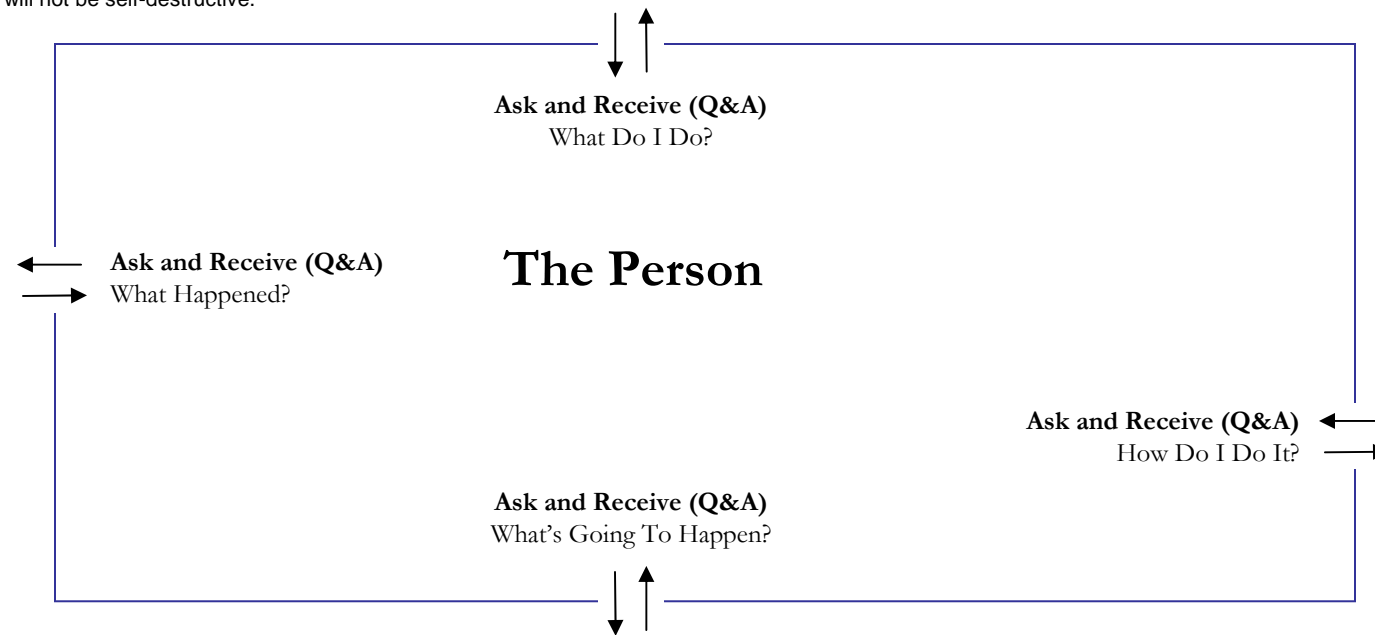 will not be self-destructive.
Ask and Receive (Q&A)
What Do I Do?
Ask and Receive (Q&A)
What Happened?
The Person
Ask and Receive (Q&A)
How Do I Do It?
Ask and Receive (Q&A)
What’s Going To Happen?